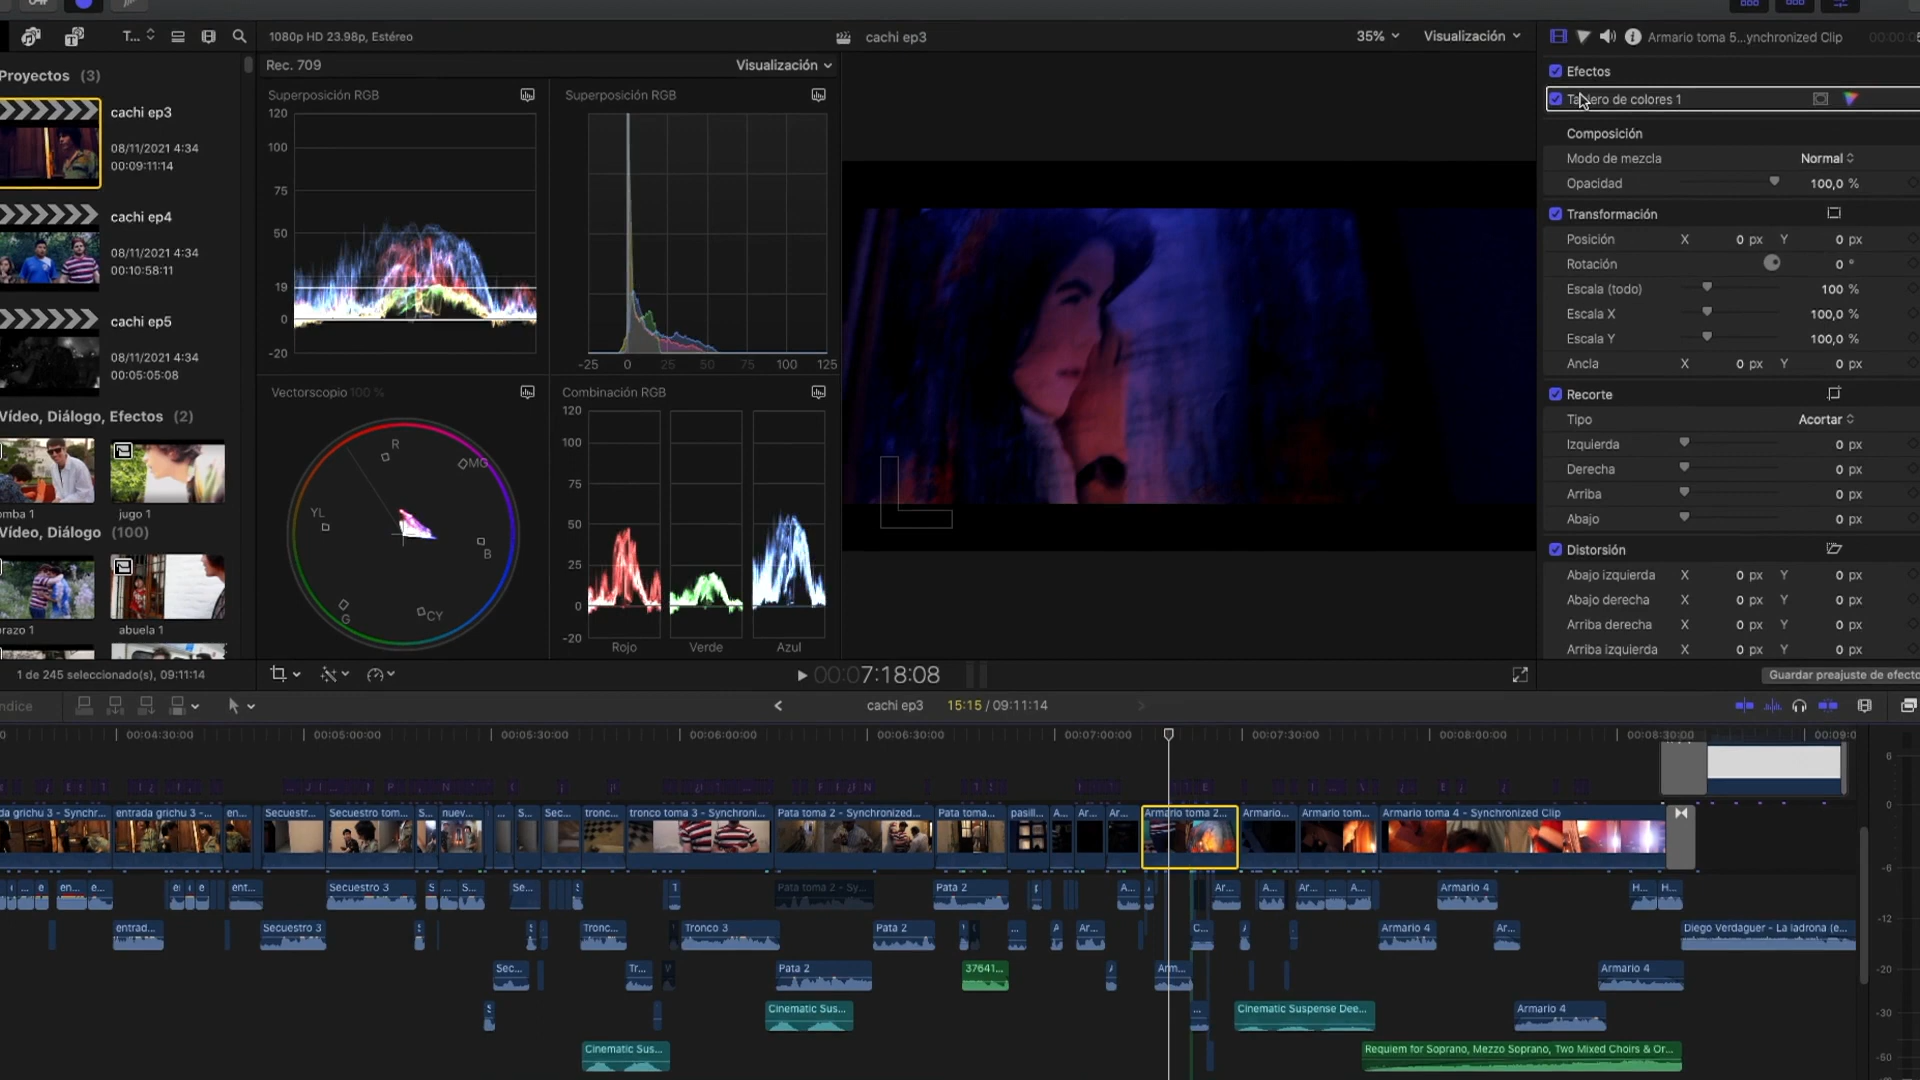 T...
1080p HD 23.98p, Estéreo
cachi ep3
35%
Visualización
Armario toma 5...ynchronized Clip
Proyectos (3)
cachi ep3
08/11/2021 4:34
00:09:11:14
cachi ep4
08/11/2021 4:34
00:10:58:11
cachi ep5
08/11/2021 4:34
00:05:05:08
Vídeo, Diálogo, Efectos (2)
jugo 1
Vídeo, Diálogo (100)
abuela 1
1 de 245 seleccionado(s), 09:11:14
Rec. 709
Visualización
Superposición RGB
120
100
75
50
19
0
-20
Superposición RGB
-25 0 25 50 75 100 125
Vectorscopio 100 %
R
MG
B
CY
G
YL
Combinación RGB
120
100
75
50
25
0
-20
Rojo
Verde
Azul
00:07:18:08
Efectos
Tablero de colores 1
Composición
Modo de mezcla Normal
Opacidad 100,0 %
Transformación
Posición X 0 px Y 0 px
Rotación 0 °
Escala (todo) 100 %
Escala X 100,0 %
Escala Y 100,0 %
Ancla X 0 px Y 0 px
Recorte
Tipo Acortar
Izquierda 0 px
Derecha 0 px
Arriba 0 px
Abajo 0 px
Distorsión
Abajo izquierda X 0 px Y 0 px
Abajo derecha X 0 px Y 0 px
Arriba derecha X 0 px Y 0 px
Arriba izquierda X 0 px Y 0 px
Guardar preajuste de efecto
cachi ep3 15:15 / 09:11:14
00:04:30:00 00:05:00:00 00:05:30:00 00:06:00:00 00:06:30:00 00:07:00:00 00:07:30:00 00:08:00:00 00:08:30:00
da grichu 3 - Synchr... entrada grichu 3 -... en... Secuestr... Secuestro tom... S... nuev... ... S... Sec... tronc... tronco toma 3 - Synchroni... Pata toma 2 - Synchronized... Pata toma... pasill... A... Ar... Ar... Armario toma 2... Armario... Armario tom... Armario toma 4 - Synchronized Clip
en... e... ent... Secuestro 3 S... Se... Pata toma 2 - Sy... Pata 2 A... Ar... A... Ar... ... A... Armario 4 H... H...
entrad... Secuestro 3 Tronc... Tronco 3 Pata 2 ... Ar... C... Armario 4 Ar... Diego Verdaguer - La ladrona (e...
Sec... Tr... Pata 2 37641... Arm... Armario 4
Cinematic Sus... ... Cinematic Suspense Dee... Armario 4
Cinematic Sus... Requiem for Soprano, Mezzo Soprano, Two Mixed Choirs & Or...
6
0
-6
-12
-20
-30
-50